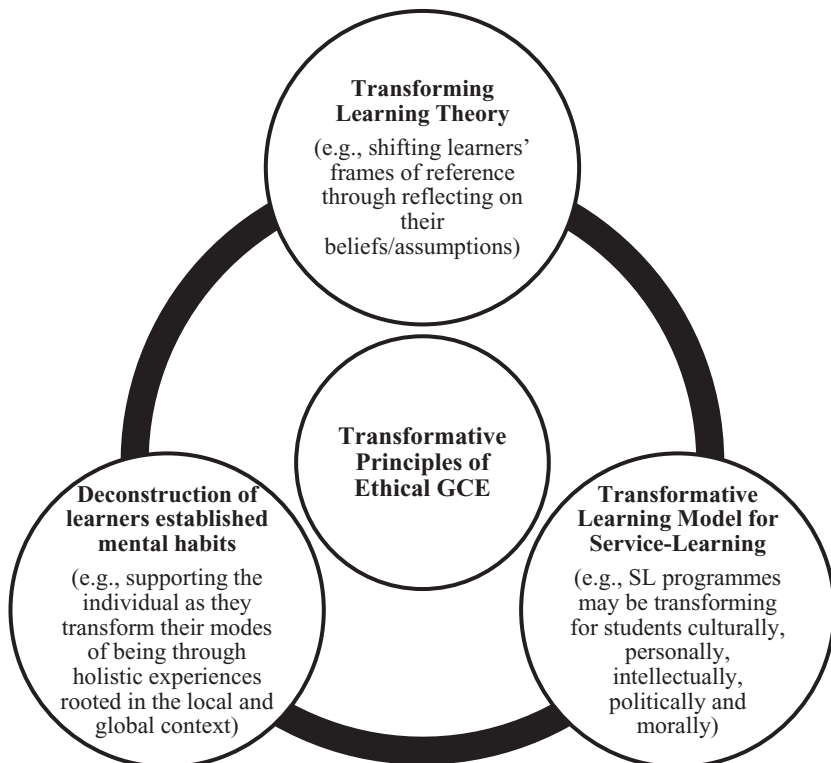 Transforming
Learning Theory
(e.g., shifting learners’
frames of reference
through reflecting on
their
beliefs/assumptions)
Transformative
Principles of
Ethical GCE
Deconstruction of
learners established
mental habits
(e.g., supporting the
individual as they
transform their modes
of being through
holistic experiences
rooted in the local and
global context)
Transformative
Learning Model for
Service-Learning
(e.g., SL programmes
may be transforming
for students culturally,
personally,
intellectually,
politically and
morally)